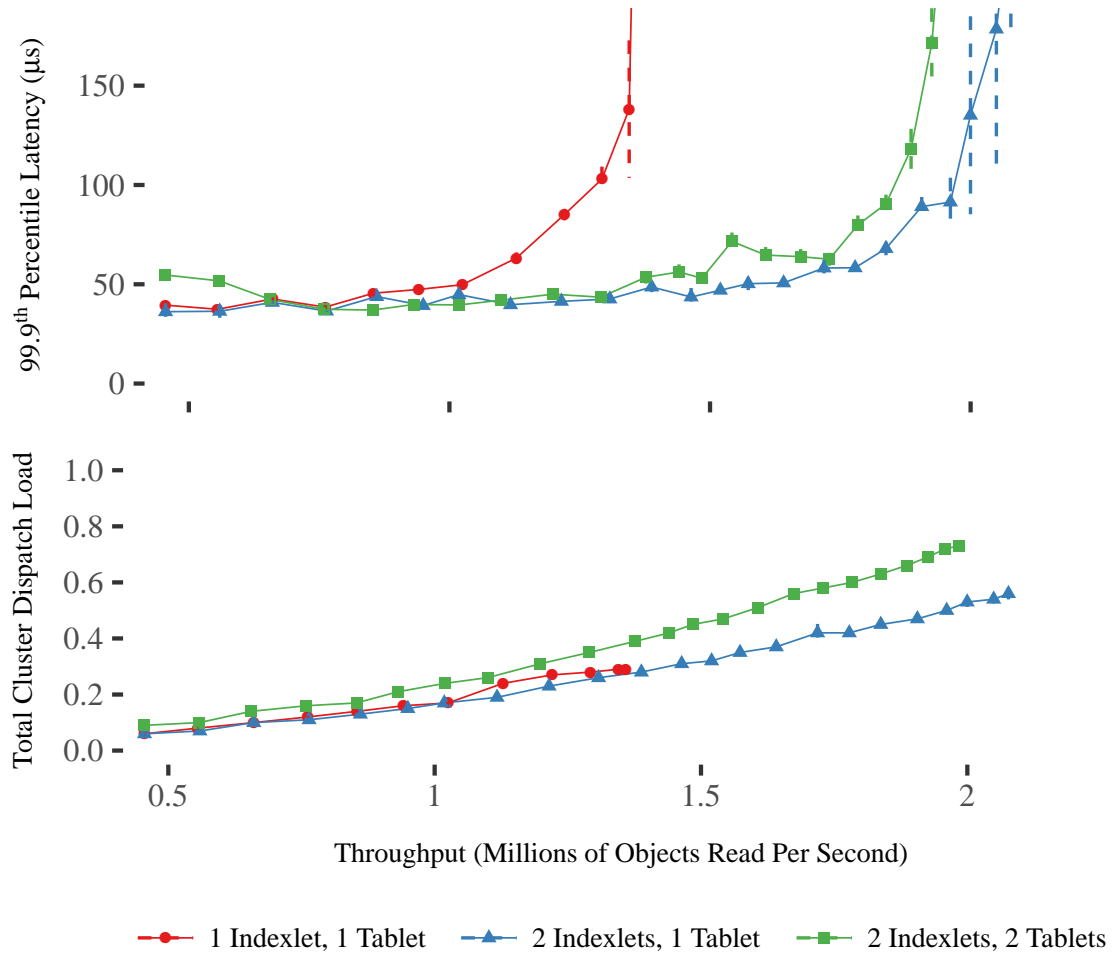 99.9th Percentile Latency (µs)
150
100
50
0
Total Cluster Dispatch Load
1.0
0.8
0.6
0.4
0.2
0.0
0.5 1 1.5 2
Throughput (Millions of Objects Read Per Second)
1 Indexlet, 1 Tablet 2 Indexlets, 1 Tablet 2 Indexlets, 2 Tablets